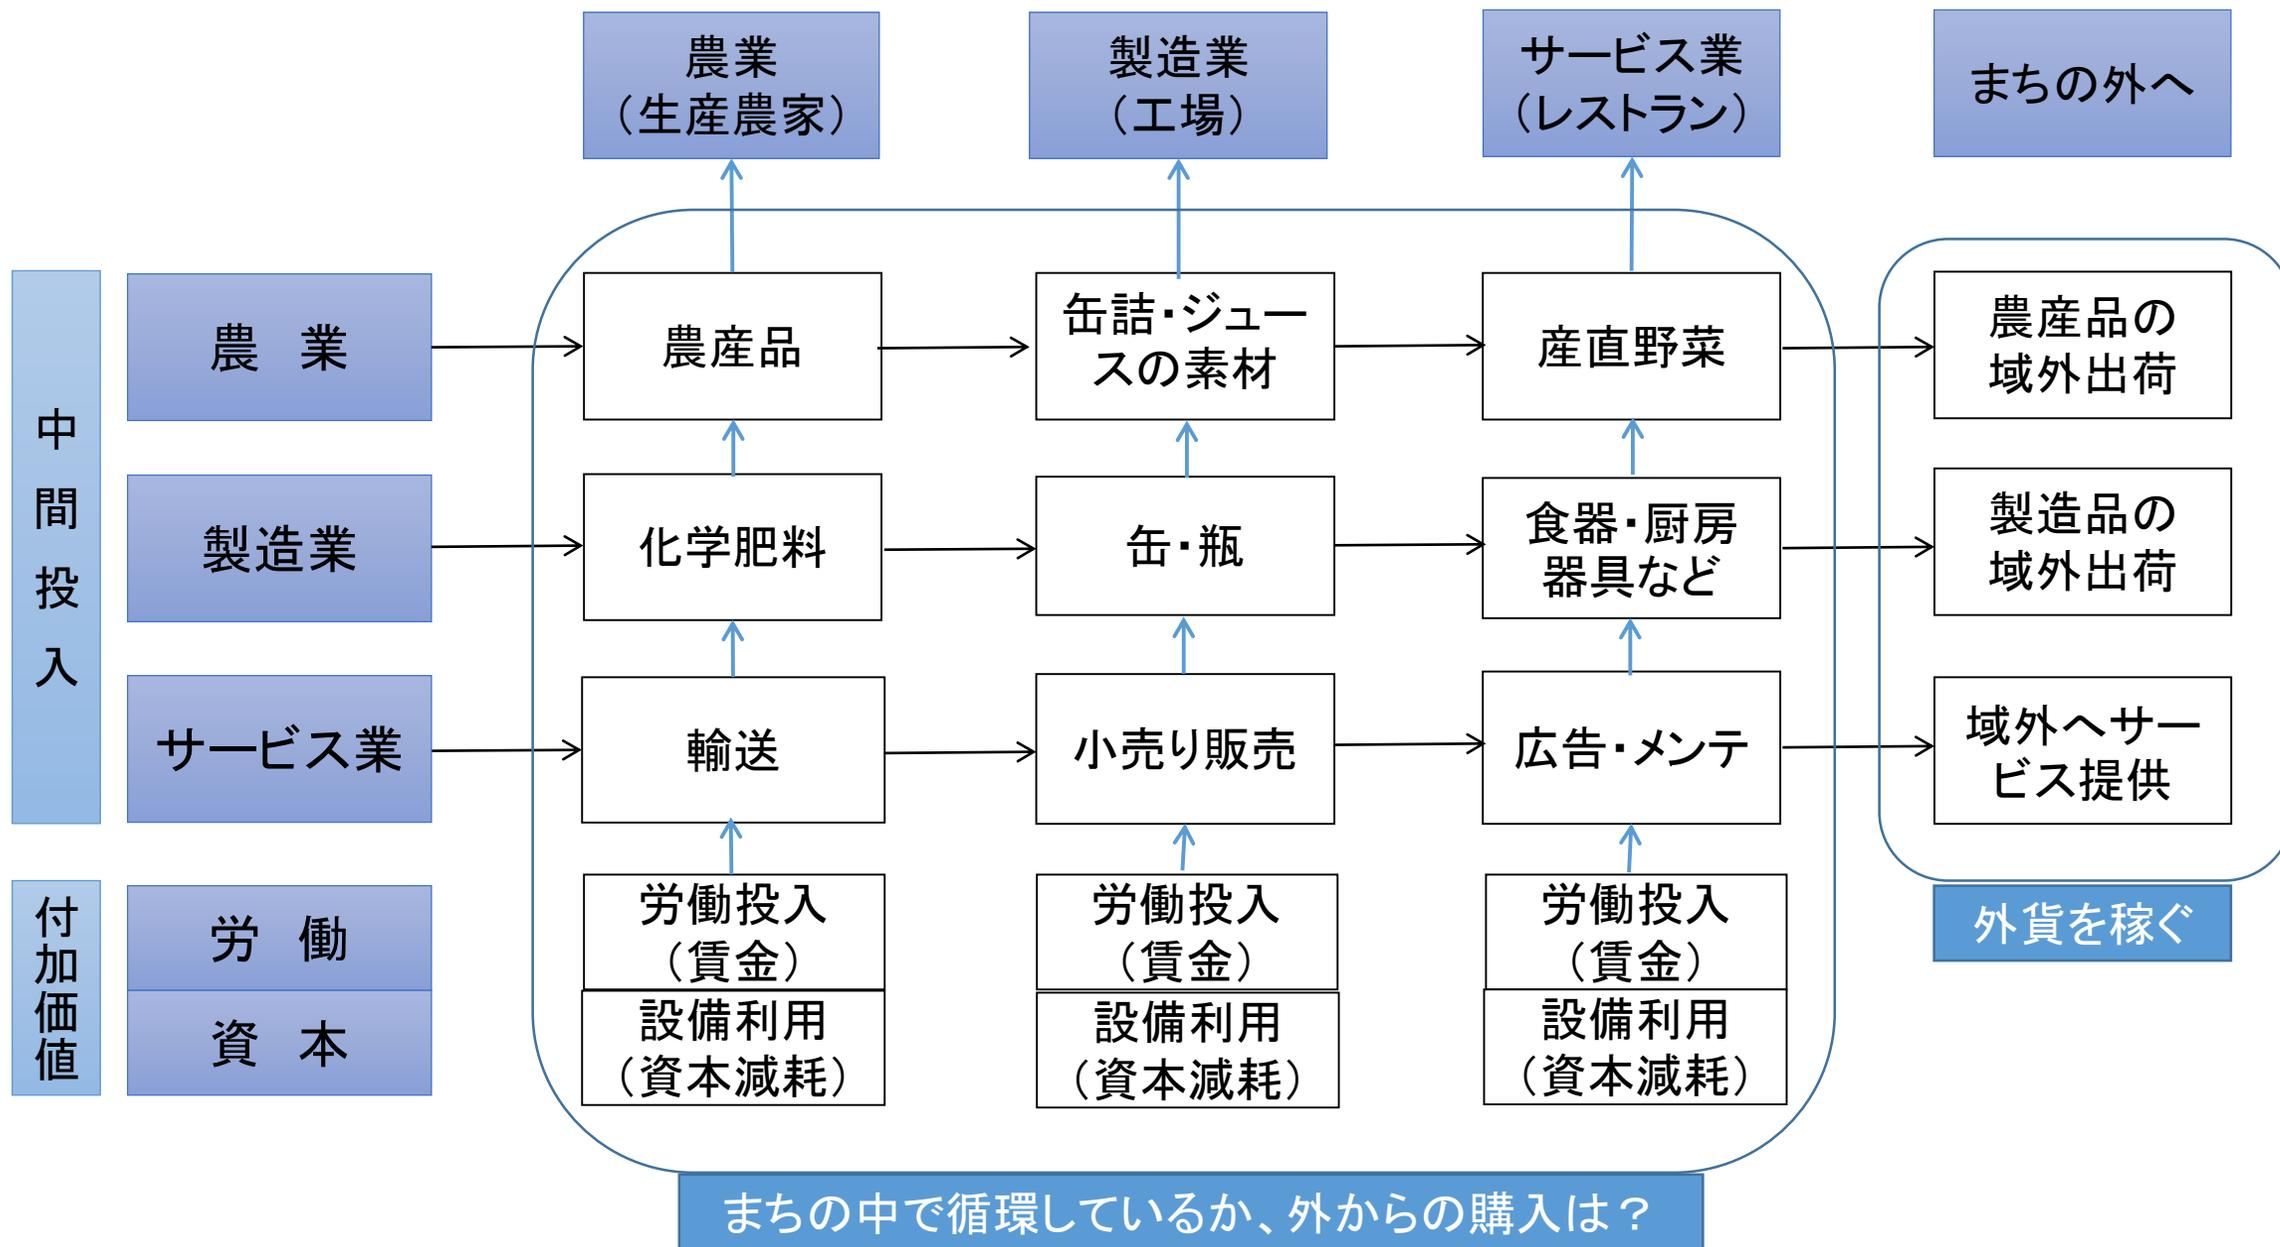 農業
（生産農家）
製造業
（工場）
サービス業
（レストラン）
まちの外へ
中間投入
農　業
農産品
缶詰・ジュー
スの素材
産直野菜
農産品の
域外出荷
製造業
化学肥料
缶・瓶
食器・厨房
器具など
製造品の
域外出荷
サービス業
輸送
小売り販売
広告・メンテ
域外へサー
ビス提供
付加価値
労　働
労働投入
（賃金）
労働投入
（賃金）
労働投入
（賃金）
外貨を稼ぐ
資　本
設備利用
（資本減耗）
設備利用
（資本減耗）
設備利用
（資本減耗）
まちの中で循環しているか、外からの購入は？